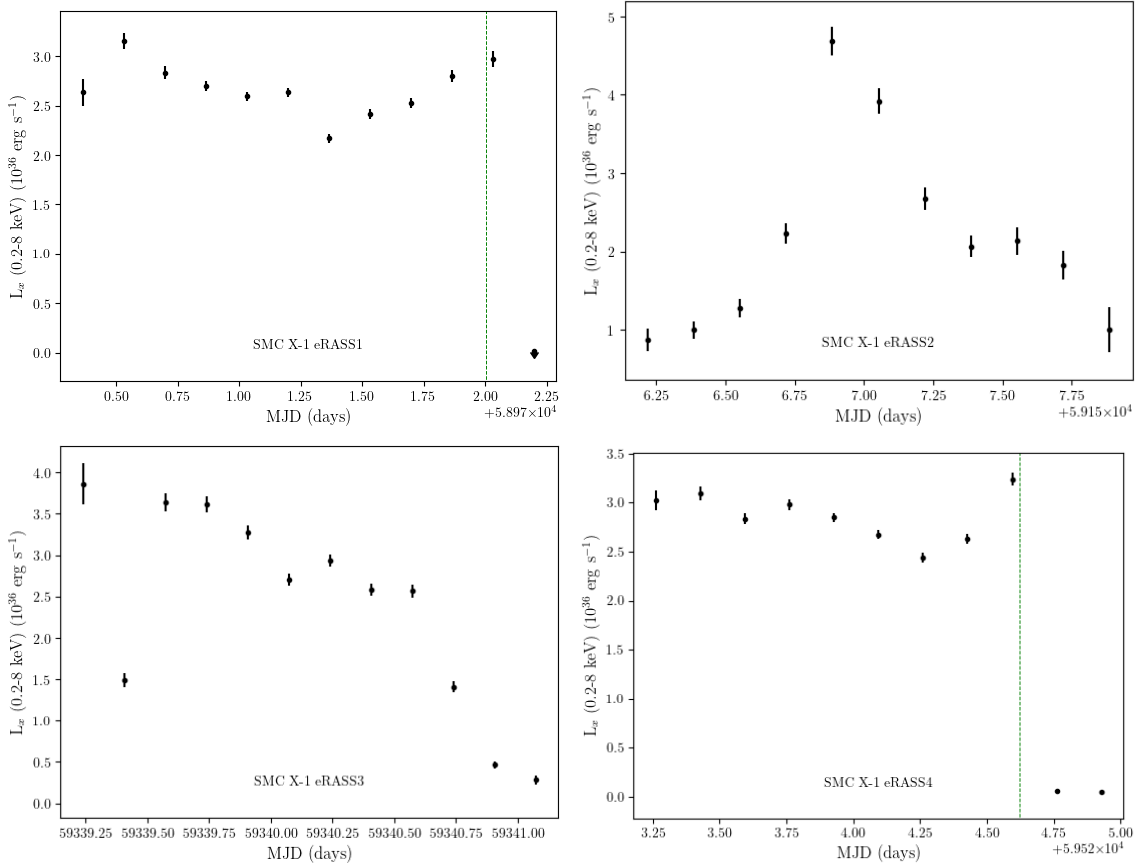 L_x (0.2-8 keV) (10^36 erg s^−1)
3.0
2.5
2.0
1.5
1.0
0.5
0.0
SMC X-1 eRASS1
0.50 0.75 1.00 1.25 1.50 1.75 2.00 2.25
+5.897×10^4
MJD (days)
L_x (0.2-8 keV) (10^36 erg s^−1)
5
4
3
2
1
SMC X-1 eRASS2
6.25 6.50 6.75 7.00 7.25 7.50 7.75
+5.915×10^4
MJD (days)
L_x (0.2-8 keV) (10^36 erg s^−1)
4.0
3.5
3.0
2.5
2.0
1.5
1.0
0.5
0.0
SMC X-1 eRASS3
59339.25 59339.50 59339.75 59340.00 59340.25 59340.50 59340.75 59341.00
MJD (days)
L_x (0.2-8 keV) (10^36 erg s^−1)
3.5
3.0
2.5
2.0
1.5
1.0
0.5
0.0
SMC X-1 eRASS4
3.25 3.50 3.75 4.00 4.25 4.50 4.75 5.00
+5.952×10^4
MJD (days)